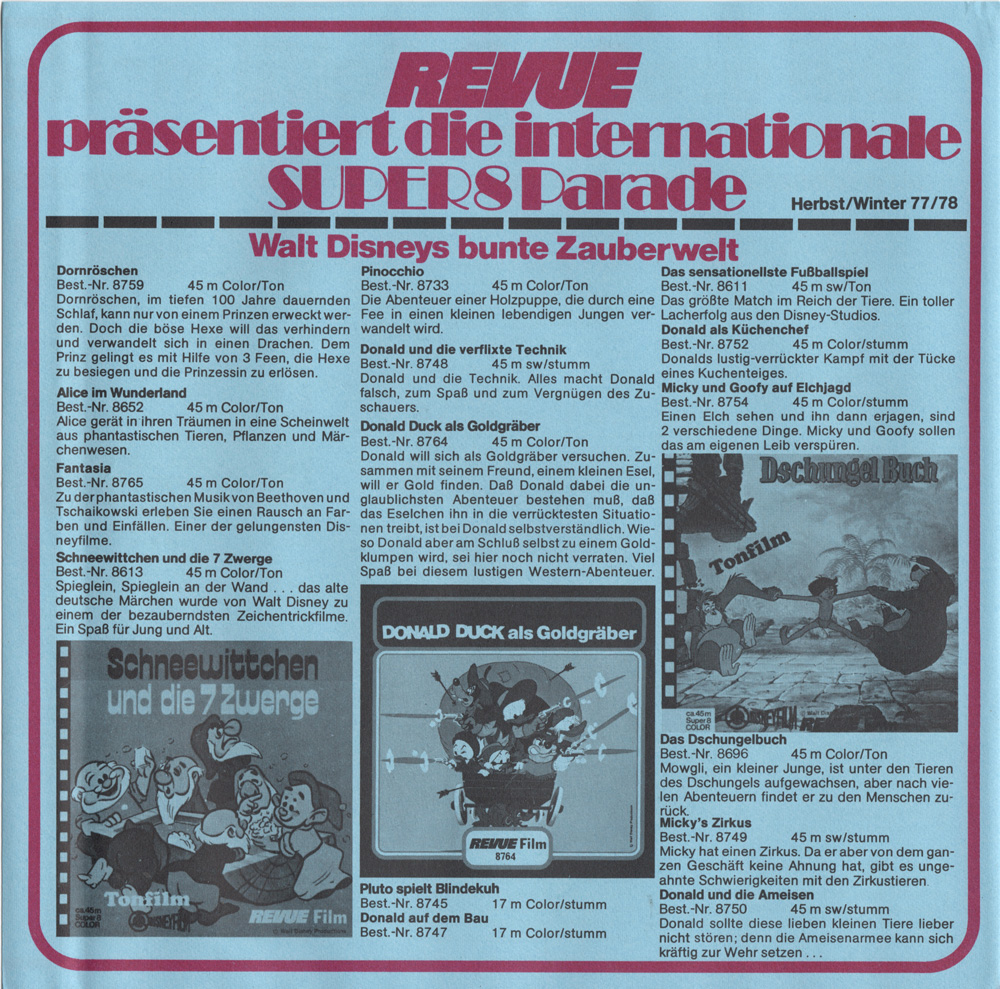 REVUE
präsentiert die internationale
SUPER8 Parade
Herbst/Winter 77/78
Walt Disneys bunte Zauberwelt
Dornröschen
Best.-Nr. 8759 45 m Color/Ton
Dornröschen, im tiefen 100 Jahre dauernden
Schlaf, kann nur von einem Prinzen erweckt wer-
den. Doch die böse Hexe will das verhindern
und verwandelt sich in einen Drachen. Dem
Prinz gelingt es mit Hilfe von 3 Feen, die Hexe
zu besiegen und die Prinzessin zu erlösen.
Alice im Wunderland
Best.-Nr. 8652 45 m Color/Ton
Alice gerät in ihren Träumen in eine Scheinwelt
aus phantastischen Tieren, Pflanzen und Mär-
chenwesen.
Fantasia
Best.-Nr. 8765 45 m Color/Ton
Zu der phantastischen Musik von Beethoven und
Tschaikowski erleben Sie einen Rausch an Far-
ben und Einfällen. Einer der gelungensten Dis-
neyfilme.
Schneewittchen und die 7 Zwerge
Best.-Nr. 8613 45 m Color/Ton
Spieglein, Spieglein an der Wand . . . das alte
deutsche Märchen wurde von Walt Disney zu
einem der bezauberndsten Zeichentrickfilme.
Ein Spaß für Jung und Alt.
Schneewittchen
und die 7 Zwerge
Tonfilm
ca.45m
Super 8
COLOR
DISNEYFILM
REVUE Film
© Walt Disney Productions
Pinocchio
Best.-Nr. 8733 45 m Color/Ton
Die Abenteuer einer Holzpuppe, die durch eine
Fee in einen kleinen lebendigen Jungen ver-
wandelt wird.
Donald und die verflixte Technik
Best.-Nr. 8748 45 m sw/stumm
Donald und die Technik. Alles macht Donald
falsch, zum Spaß und zum Vergnügen des Zu-
schauers.
Donald Duck als Goldgräber
Best.-Nr. 8764 45 m Color/Ton
Donald will sich als Goldgräber versuchen. Zu-
sammen mit seinem Freund, einem kleinen Esel,
will er Gold finden. Daß Donald dabei die un-
glaublichsten Abenteuer bestehen muß, daß
das Eselchen ihn in die verrücktesten Situatio-
nen treibt, ist bei Donald selbstverständlich. Wie-
so Donald aber am Schluß selbst zu einem Gold-
klumpen wird, sei hier noch nicht verraten. Viel
Spaß bei diesem lustigen Western-Abenteuer.
DONALD DUCK als Goldgräber
REVUE Film
8764
Pluto spielt Blindekuh
Best.-Nr. 8745 17 m Color/stumm
Donald auf dem Bau
Best.-Nr. 8747 17 m Color/stumm
Das sensationellste Fußballspiel
Best.-Nr. 8611 45 m sw/Ton
Das größte Match im Reich der Tiere. Ein toller
Lacherfolg aus den Disney-Studios.
Donald als Küchenchef
Best.-Nr. 8752 45 m Color/stumm
Donalds lustig-verrückter Kampf mit der Tücke
eines Kuchenteiges.
Micky und Goofy auf Elchjagd
Best.-Nr. 8754 45 m Color/stumm
Einen Elch sehen und ihn dann erjagen, sind
2 verschiedene Dinge. Micky und Goofy sollen
das am eigenen Leib verspüren.
Dschungel Buch
Tonfilm
ca.45m
Super 8
COLOR
DISNEYFILM
Das Dschungelbuch
Best.-Nr. 8696 45 m Color/Ton
Mowgli, ein kleiner Junge, ist unter den Tieren
des Dschungels aufgewachsen, aber nach vie-
len Abenteuern findet er zu den Menschen zu-
rück.
Micky's Zirkus
Best.-Nr. 8749 45 m sw/stumm
Micky hat einen Zirkus. Da er aber von dem gan-
zen Geschäft keine Ahnung hat, gibt es unge-
ahnte Schwierigkeiten mit den Zirkustieren.
Donald und die Ameisen
Best.-Nr. 8750 45 m sw/stumm
Donald sollte diese lieben kleinen Tiere lieber
nicht stören; denn die Ameisenarmee kann sich
kräftig zur Wehr setzen . . .